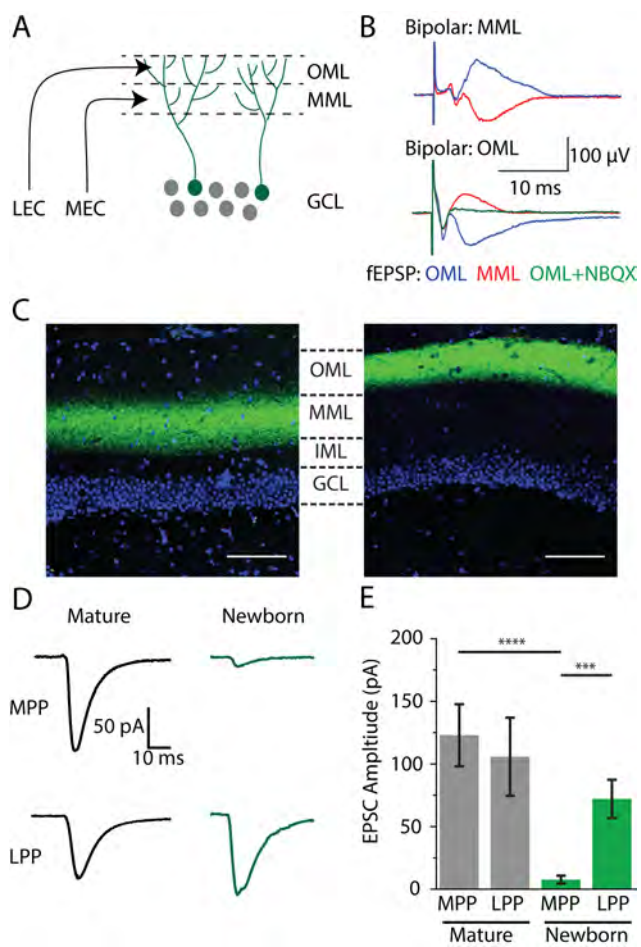 A
OML
MML
LEC MEC
GCL
B
Bipolar: MML
Bipolar: OML
100 µV
10 ms
fEPSP: OML MML OML+NBQX
C
OML
MML
IML
GCL
D
Mature Newborn
MPP
50 pA
10 ms
LPP
E
200
150
100
50
0
EPSC Ampltiude (pA)
****
***
MPP LPP MPP LPP
Mature Newborn